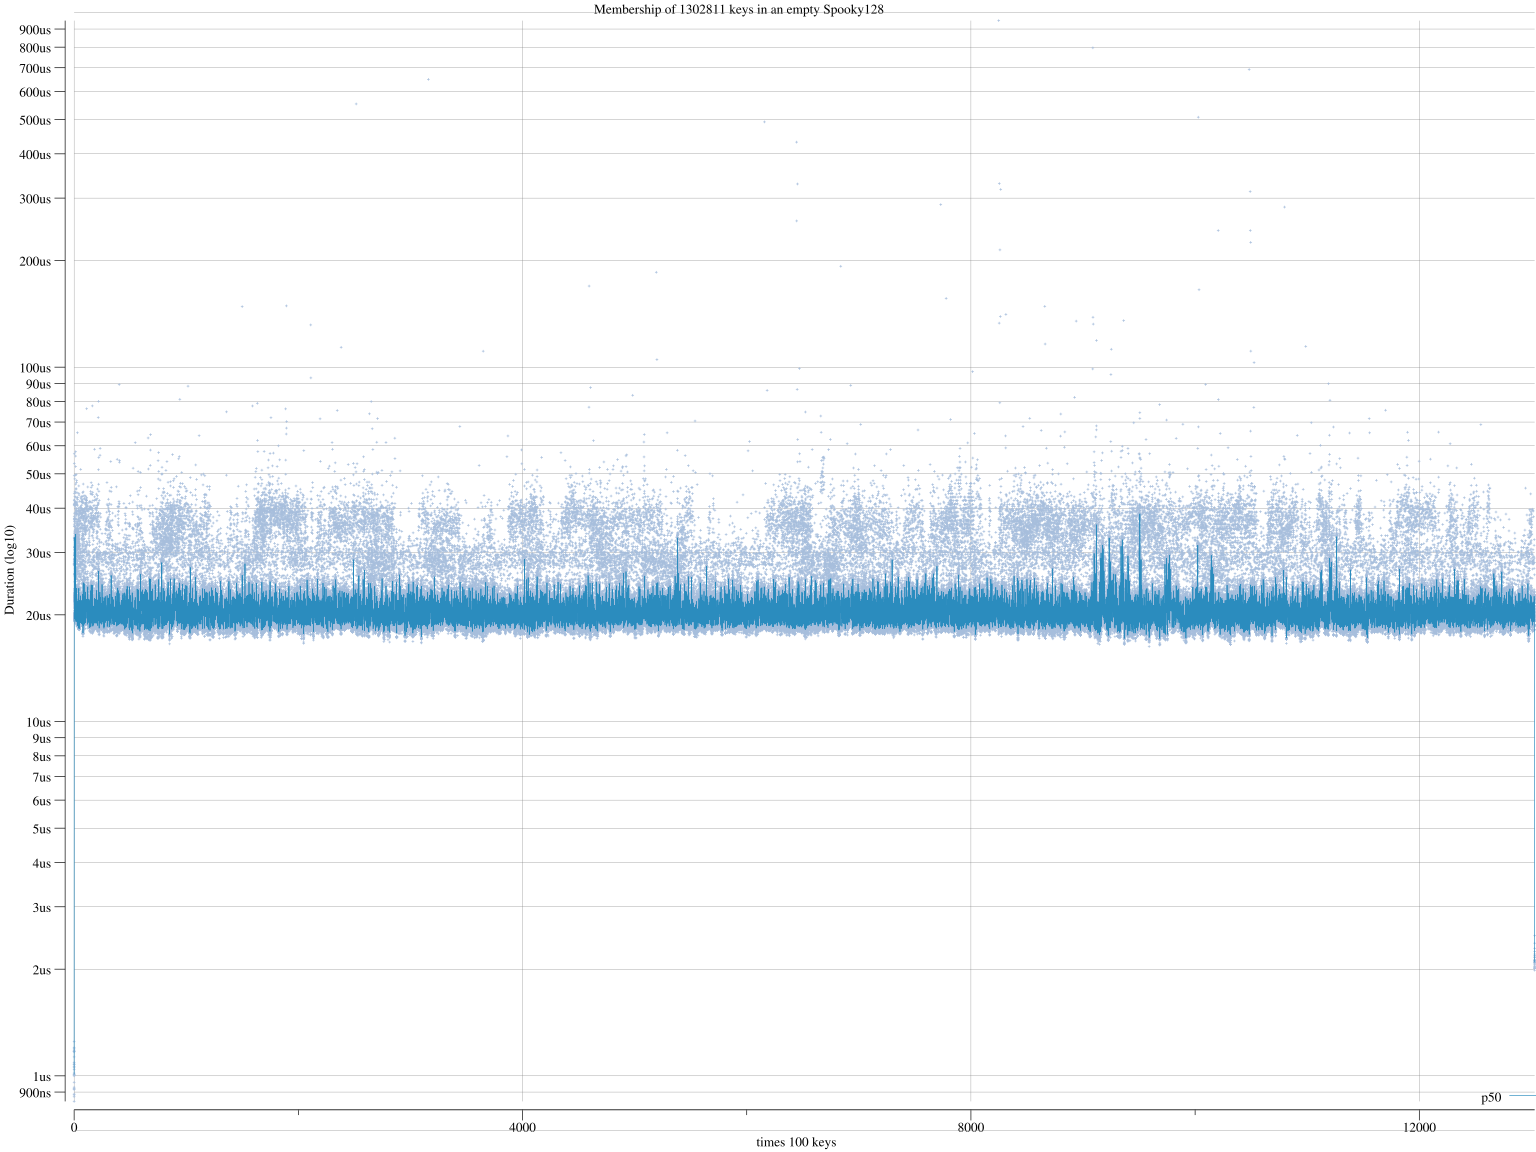 Membership of 1302811 keys in an empty Spooky128
900us
800us
700us
600us
500us
400us
300us
200us
100us
90us
80us
70us
60us
50us
40us
30us
20us
10us
9us
8us
7us
6us
5us
4us
3us
2us
1us
900ns
Duration (log10)
p50
0
4000
8000
12000
times 100 keys